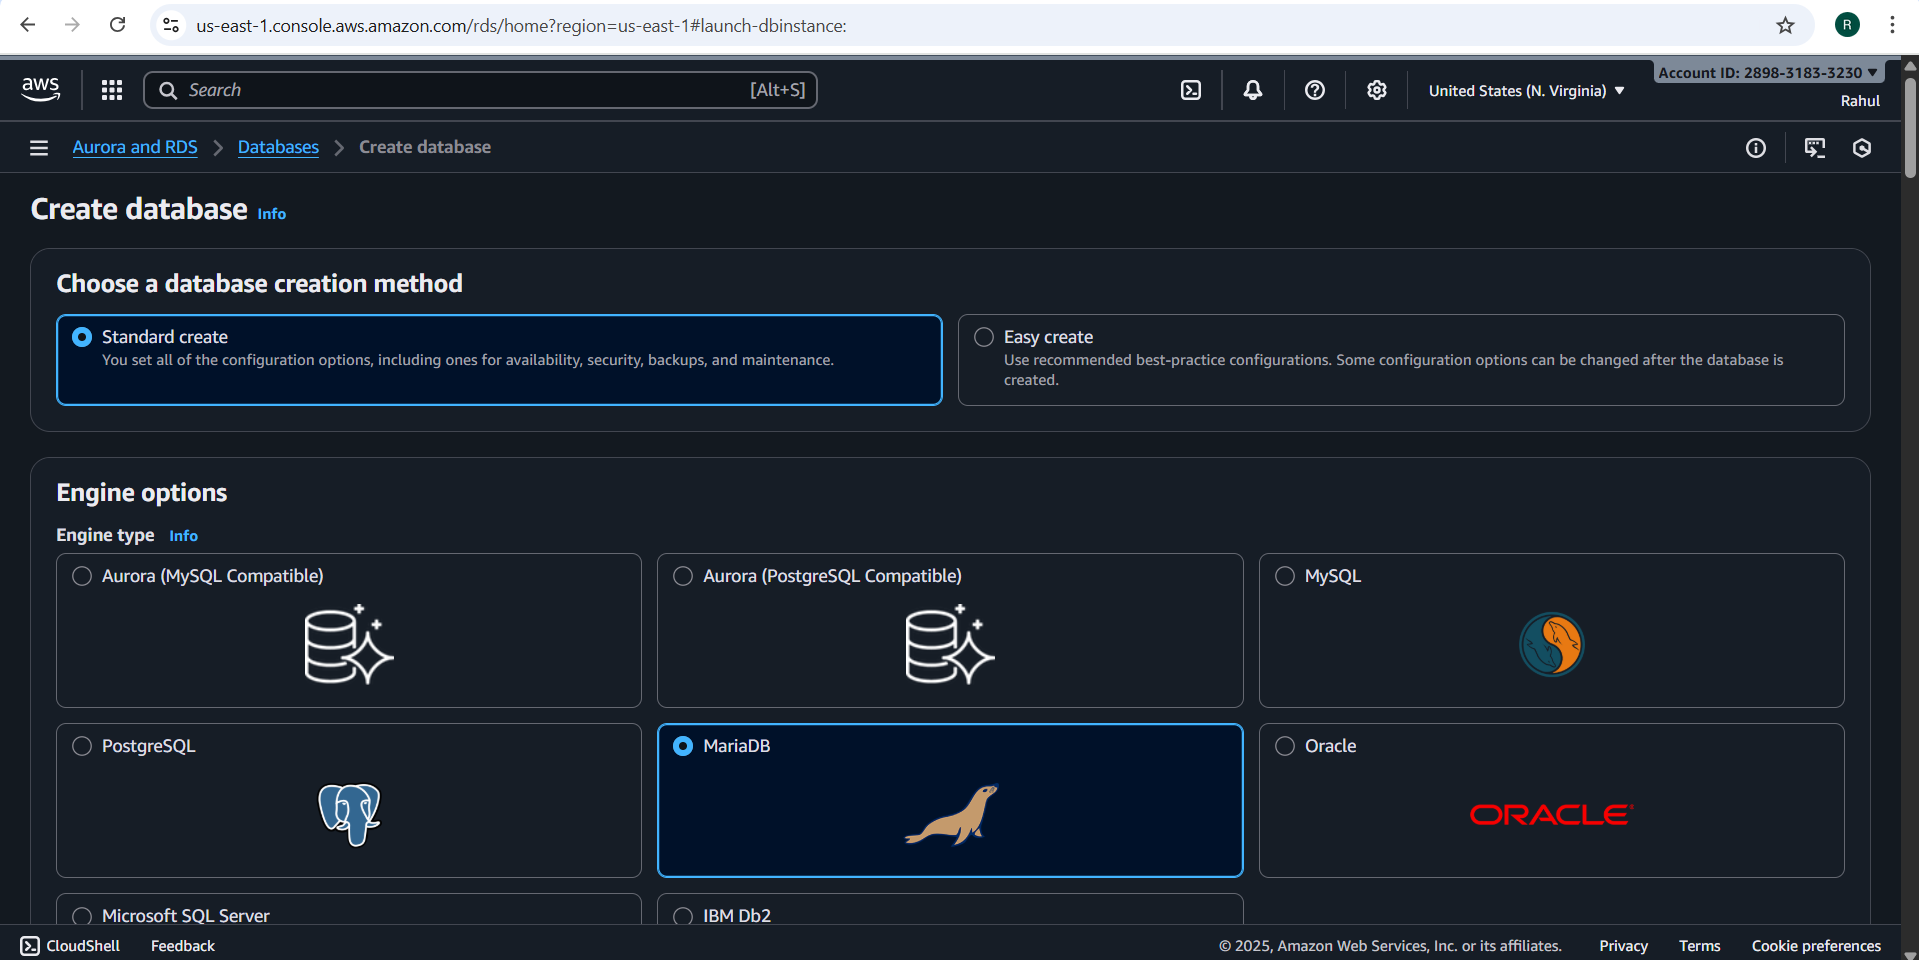 us-east-1.console.aws.amazon.com/rds/home?region=us-east-1#launch-dbinstance:
R
aws
Search
[Alt+S]
United States (N. Virginia)
Account ID: 2898-3183-3230
Rahul
Aurora and RDS
Databases
Create database
Create database Info
Choose a database creation method
Standard create
You set all of the configuration options, including ones for availability, security, backups, and maintenance.
Easy create
Use recommended best-practice configurations. Some configuration options can be changed after the database is
created.
Engine options
Engine type Info
Aurora (MySQL Compatible)
Aurora (PostgreSQL Compatible)
MySQL
PostgreSQL
MariaDB
Oracle
ORACLE
Microsoft SQL Server
IBM Db2
CloudShell
Feedback
© 2025, Amazon Web Services, Inc. or its affiliates.
Privacy
Terms
Cookie preferences